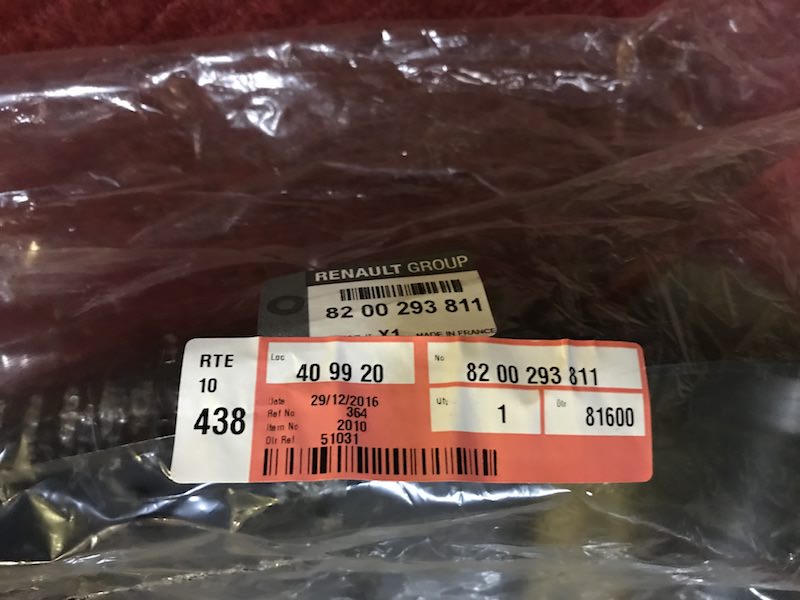 RENAULT GROUP
82 00 293 811
X1 MADE IN FRANCE
RTE
10
438
Loc
40 99 20
No
82 00 293 811
Date 29/12/2016
Ref No 364
Item No 2010
Dlr Ref 51031
Qty
1
Dlr
81600